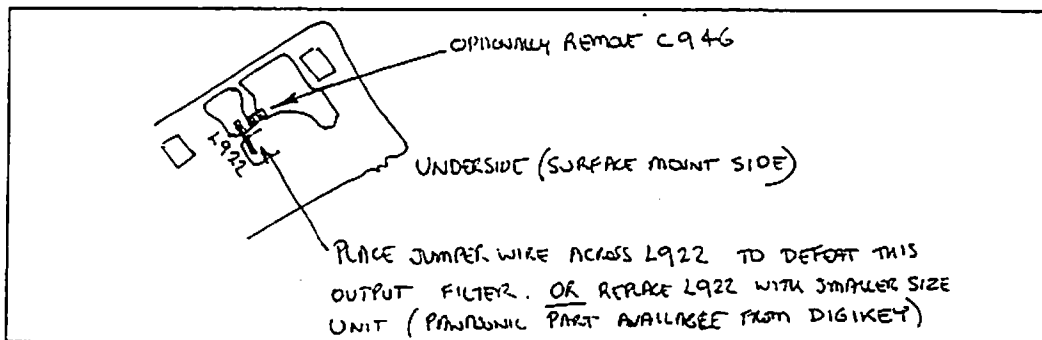 OPTIONALLY REMOVE C946
L922
UNDERSIDE (SURFACE MOUNT SIDE)
PLACE JUMPER WIRE ACROSS L922 TO DEFEAT THIS
OUTPUT FILTER. OR REPLACE L922 WITH SMALLER SIZE
UNIT (PANASONIC PART AVAILABLE FROM DIGIKEY)